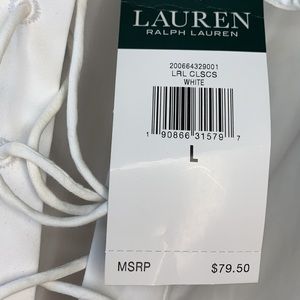 LAUREN
RALPH LAUREN
200664329001
LRL CLSCS
WHITE
1 90866 31579 7
L
MSRP $79.50